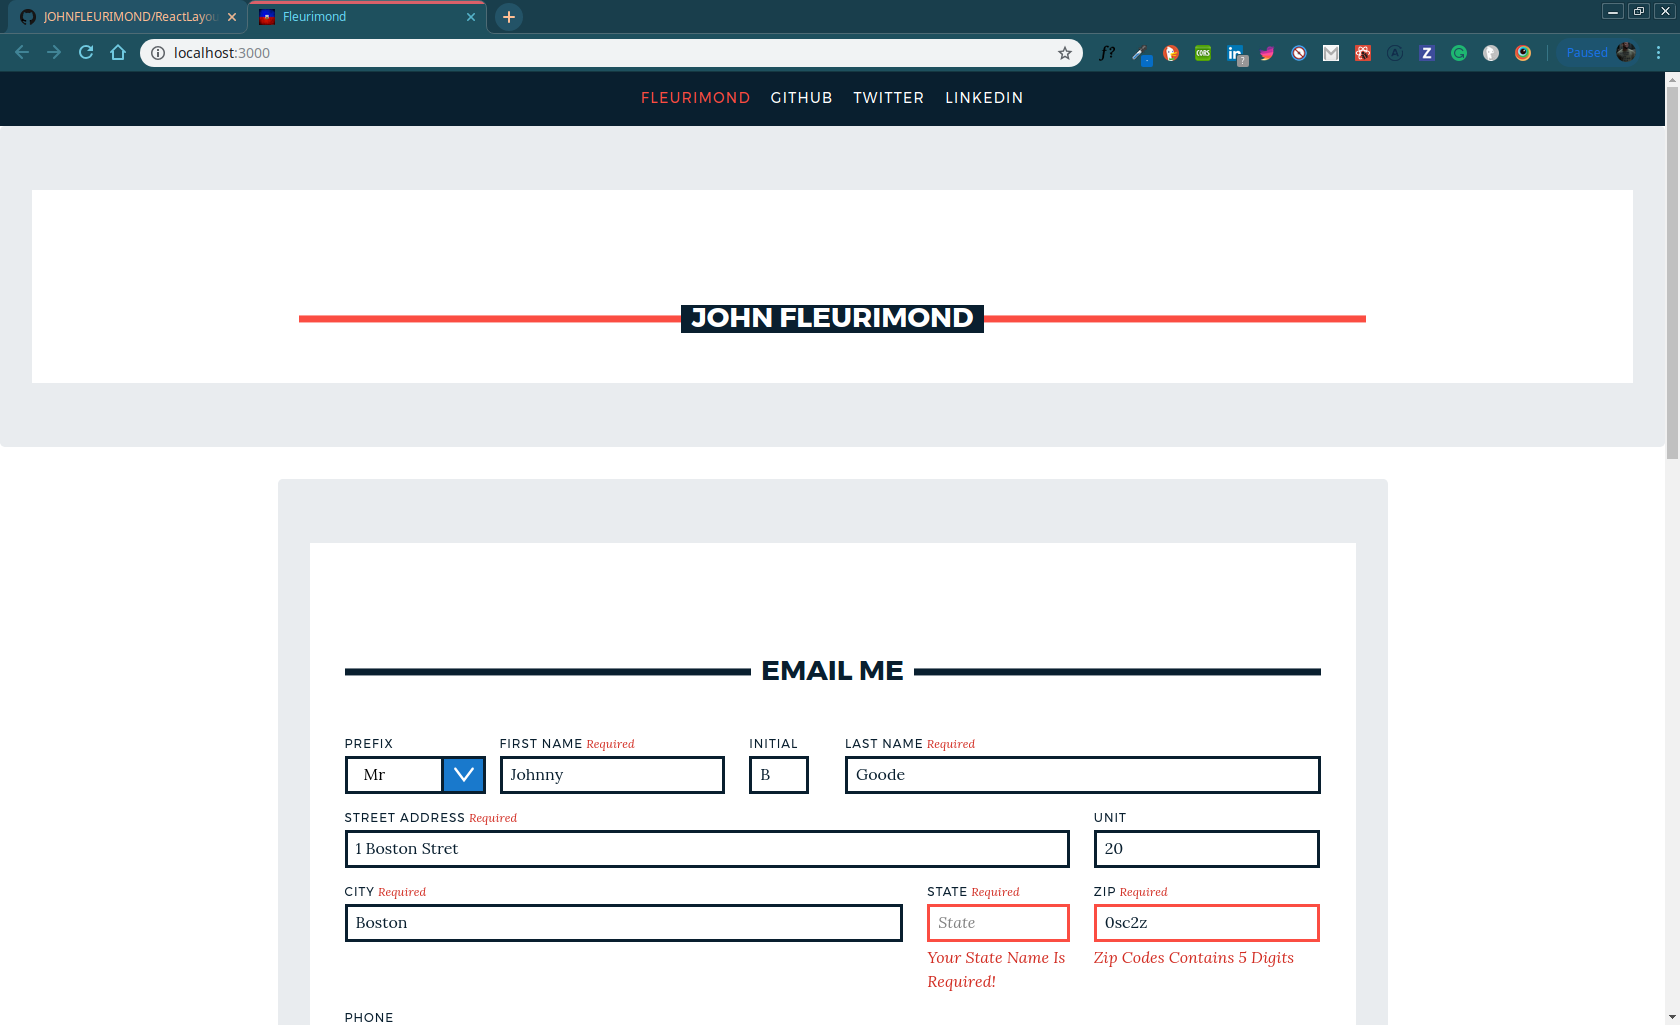 JOHNFLEURIMOND/ReactLayou
Fleurimond
localhost:3000
Paused
FLEURIMOND GITHUB TWITTER LINKEDIN
JOHN FLEURIMOND
EMAIL ME
PREFIX FIRST NAME Required INITIAL LAST NAME Required
Mr Johnny B Goode
STREET ADDRESS Required UNIT
1 Boston Stret 20
CITY Required STATE Required ZIP Required
Boston State 0sc2z
Your State Name Is Required! Zip Codes Contains 5 Digits
PHONE